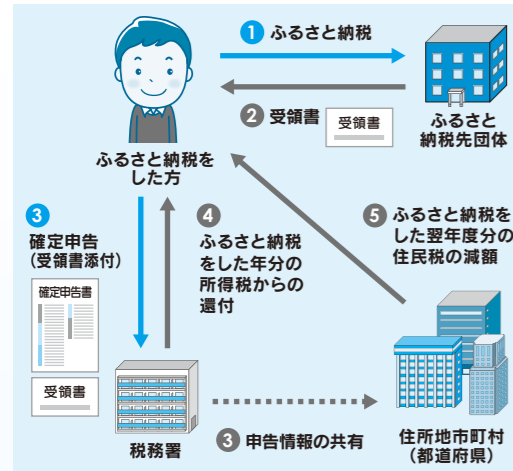 1 ふるさと納税
2 受領書
受領書
ふるさと
納税先団体
ふるさと納税を
した方
3
確定申告
（受領書添付）
確定申告書
受領書
4
ふるさと納税
をした年分の
所得税からの
還付
5 ふるさと納税を
した翌年度分の
住民税の減額
税務署
3 申告情報の共有
住所地市町村
（都道府県）